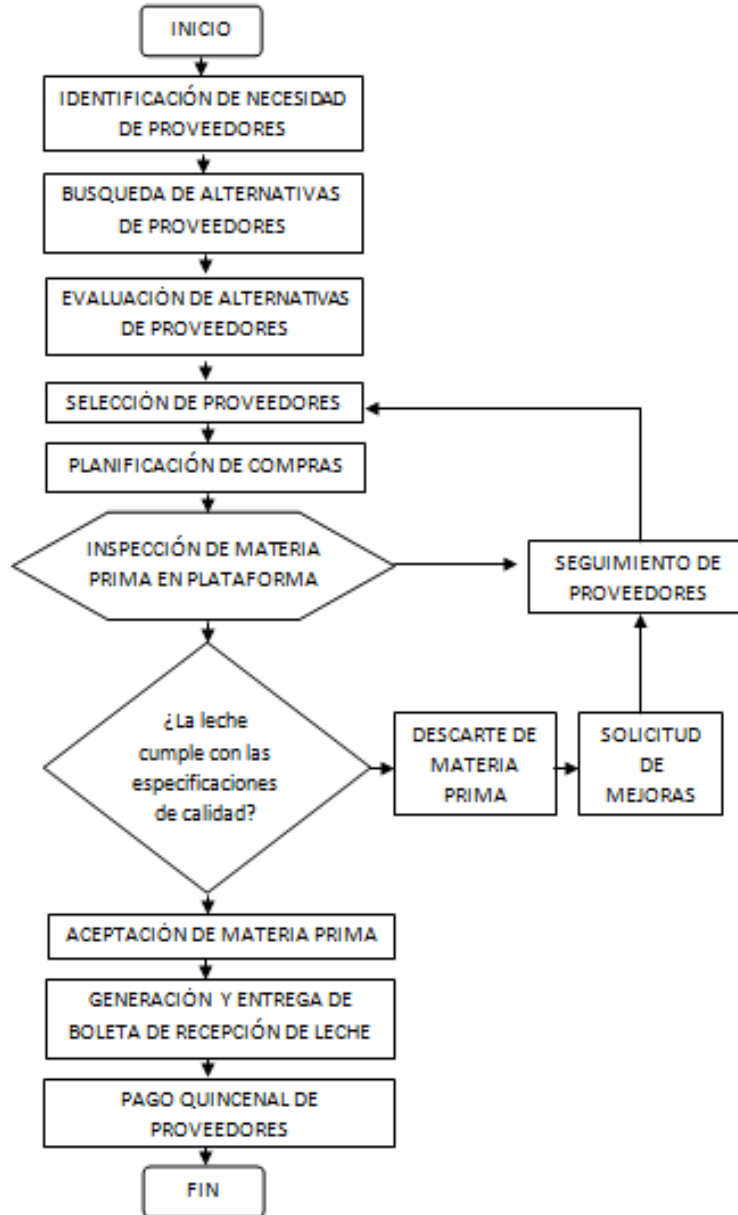 INICIO
IDENTIFICACIÓN DE NECESIDAD
DE PROVEEDORES
BUSQUEDA DE ALTERNATIVAS
DE PROVEEDORES
EVALUACIÓN DE ALTERNATIVAS
DE PROVEEDORES
SELECCIÓN DE PROVEEDORES
PLANIFICACIÓN DE COMPRAS
INSPECCIÓN DE MATERIA
PRIMA EN PLATAFORMA
SEGUIMIENTO DE
PROVEEDORES
¿La leche
cumple con las
especificaciones
de calidad?
DESCARTE DE
MATERIA
PRIMA
SOLICITUD
DE
MEJORAS
ACEPTACIÓN DE MATERIA PRIMA
GENERACIÓN Y ENTREGA DE
BOLETA DE RECEPCIÓN DE LECHE
PAGO QUINCENAL DE
PROVEEDORES
FIN